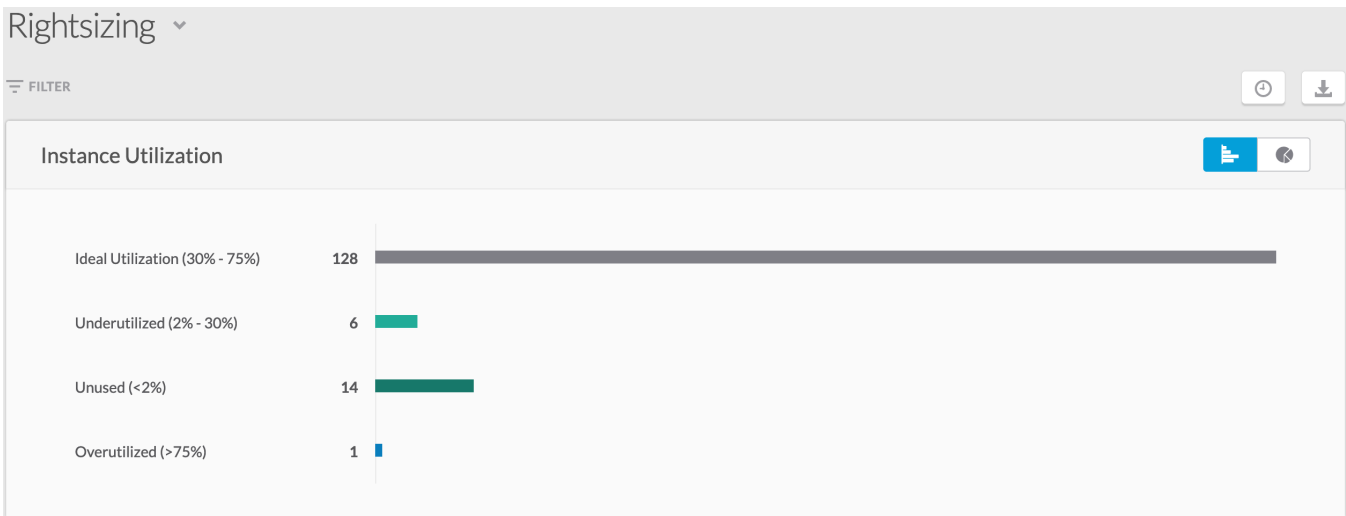 Rightsizing
FILTER
Instance Utilization
Ideal Utilization (30% - 75%) 128
Underutilized (2% - 30%) 6
Unused (<2%) 14
Overutilized (>75%) 1